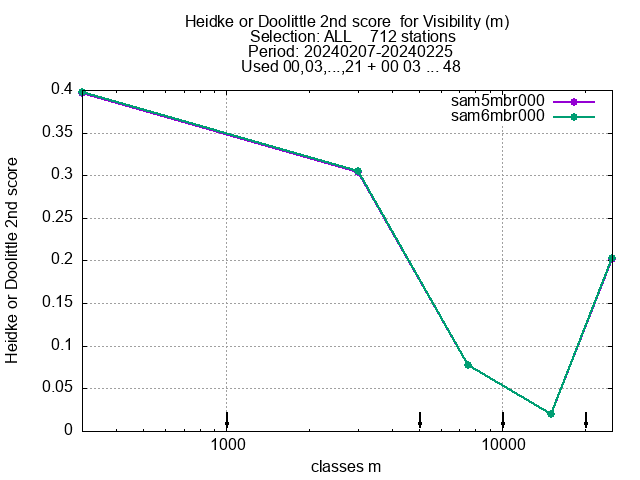 Heidke or Doolittle 2nd score  for Visibility (m)
Selection: ALL    712 stations
Period: 20240207-20240225
Used 00,03,...,21 + 00 03 ... 48
sam5mbr000
sam6mbr000
Heidke or Doolittle 2nd score
0.4
0.35
0.3
0.25
0.2
0.15
0.1
0.05
0
1000
10000
classes m